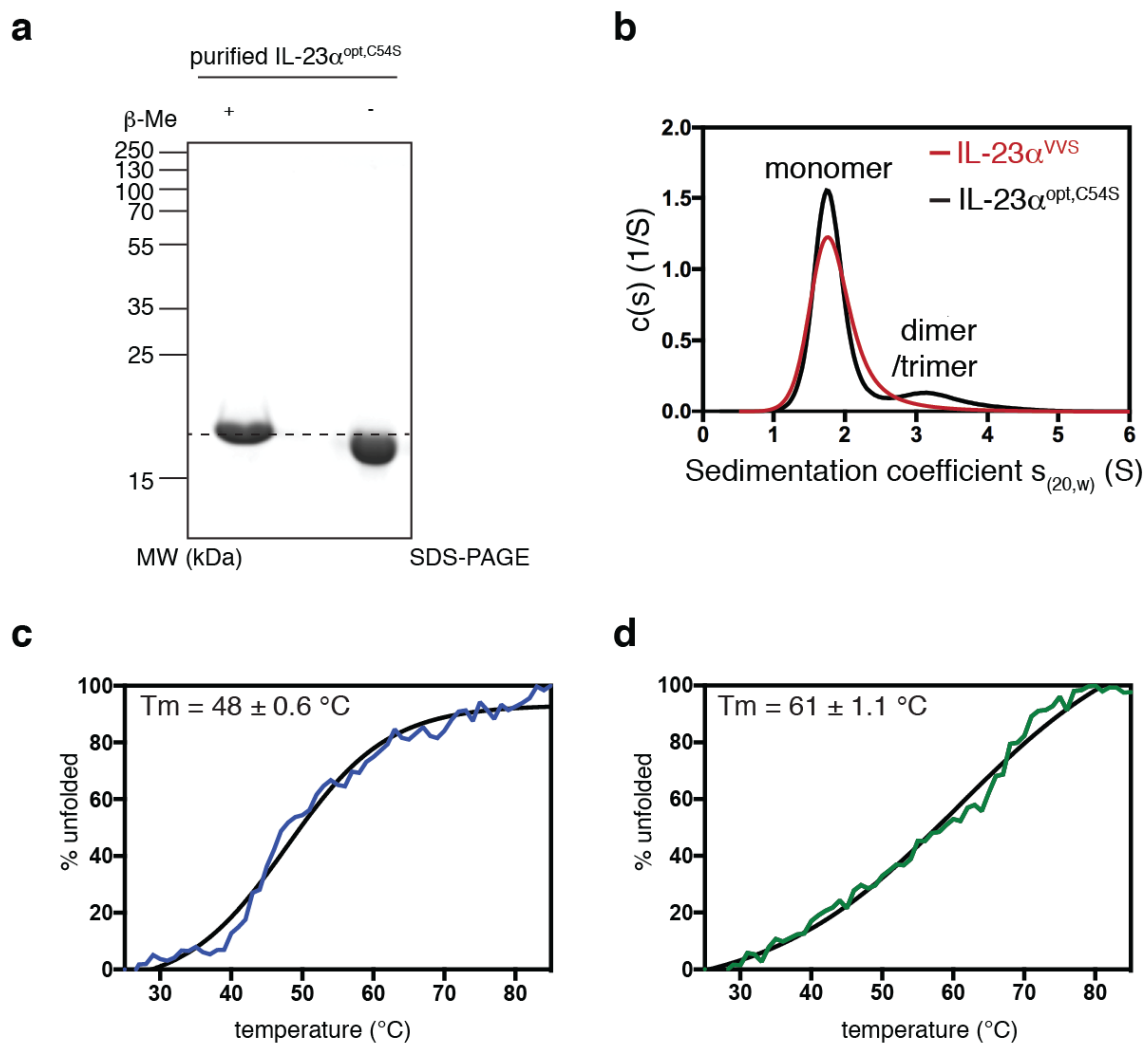 a
purified IL-23α^opt,C54S
β-Me + -
250
130
100
70
55
35
25
15
MW (kDa) SDS-PAGE
b
2.0
1.5
1.0
0.5
0.0
c(s) (1/S)
monomer
dimer
/trimer
IL-23α^VVS
IL-23α^opt,C54S
0 1 2 3 4 5 6
Sedimentation coefficient s_(20,w) (S)
c
Tm = 48 ± 0.6 °C
100
80
60
40
20
0
% unfolded
30 40 50 60 70 80
temperature (°C)
d
Tm = 61 ± 1.1 °C
100
80
60
40
20
0
% unfolded
30 40 50 60 70 80
temperature (°C)